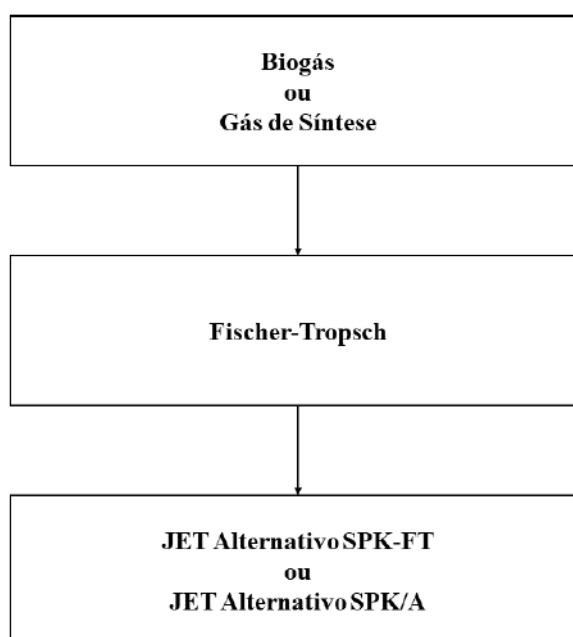 Biogás
ou
Gás de Síntese
Fischer-Tropsch
JET Alternativo SPK-FT
ou
JET Alternativo SPK/A